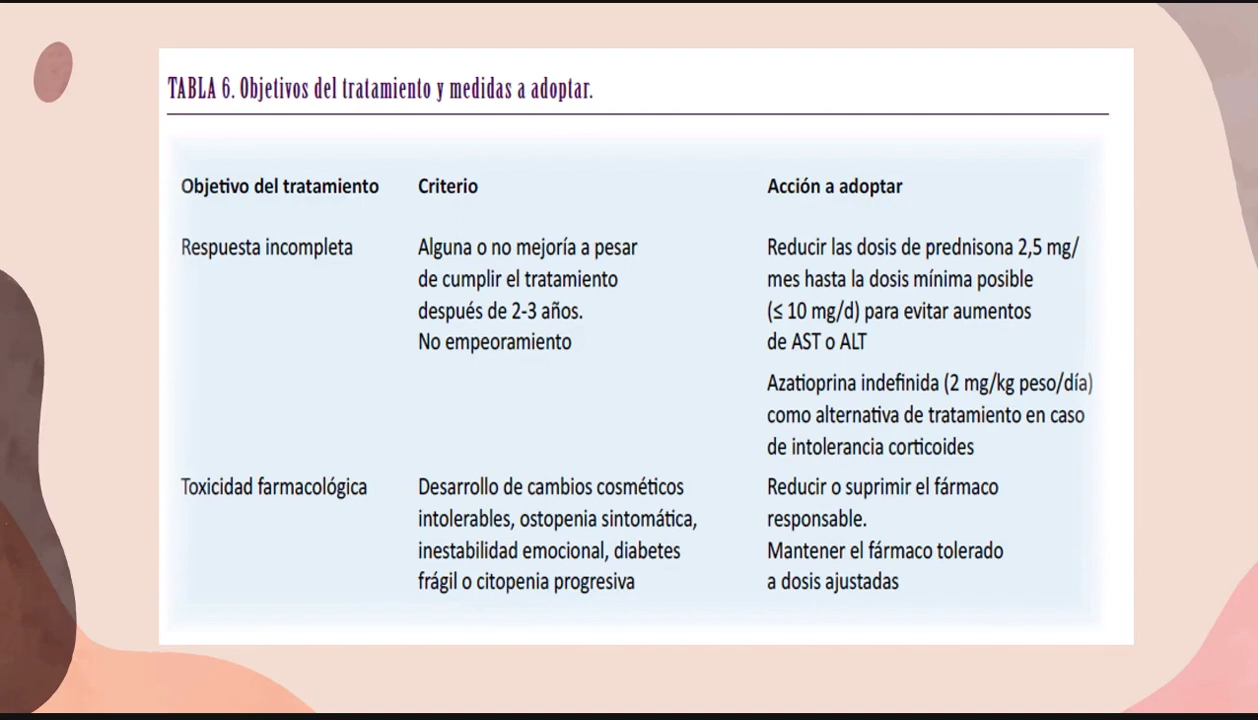 TABLA 6. Objetivos del tratamiento y medidas a adoptar.
Objetivo del tratamiento Criterio Acción a adoptar
Respuesta incompleta Alguna o no mejoría a pesar Reducir las dosis de prednisona 2,5 mg/
de cumplir el tratamiento mes hasta la dosis mínima posible
después de 2-3 años. (≤ 10 mg/d) para evitar aumentos
No empeoramiento de AST o ALT
Azatioprina indefinida (2 mg/kg peso/día)
como alternativa de tratamiento en caso
de intolerancia corticoides
Toxicidad farmacológica Desarrollo de cambios cosméticos Reducir o suprimir el fármaco
intolerables, ostopenia sintomática, responsable.
inestabilidad emocional, diabetes Mantener el fármaco tolerado
frágil o citopenia progresiva a dosis ajustadas